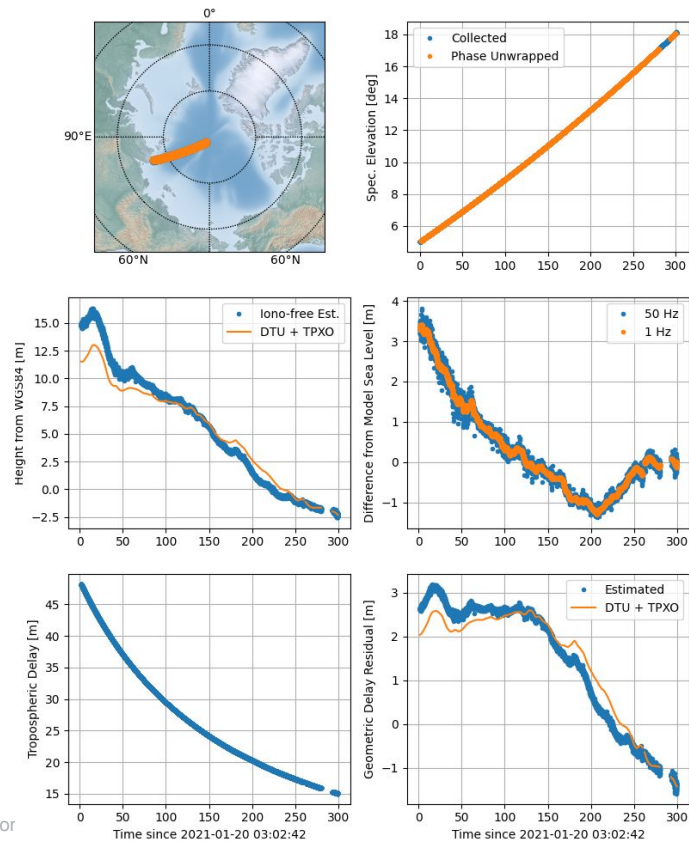 0°
90°E
60°N
60°N
Spec. Elevation [deg]
18
16
14
12
10
8
6
0 50 100 150 200 250 300
Collected
Phase Unwrapped
Height from WGS84 [m]
15.0
12.5
10.0
7.5
5.0
2.5
0.0
−2.5
0 50 100 150 200 250 300
Iono-free Est.
DTU + TPXO
Difference from Model Sea Level [m]
4
3
2
1
0
−1
0 50 100 150 200 250 300
50 Hz
1 Hz
Tropospheric Delay [m]
45
40
35
30
25
20
15
0 50 100 150 200 250 300
Time since 2021-01-20 03:02:42
Geometric Delay Residual [m]
3
2
1
0
−1
0 50 100 150 200 250 300
Estimated
DTU + TPXO
Time since 2021-01-20 03:02:42
or